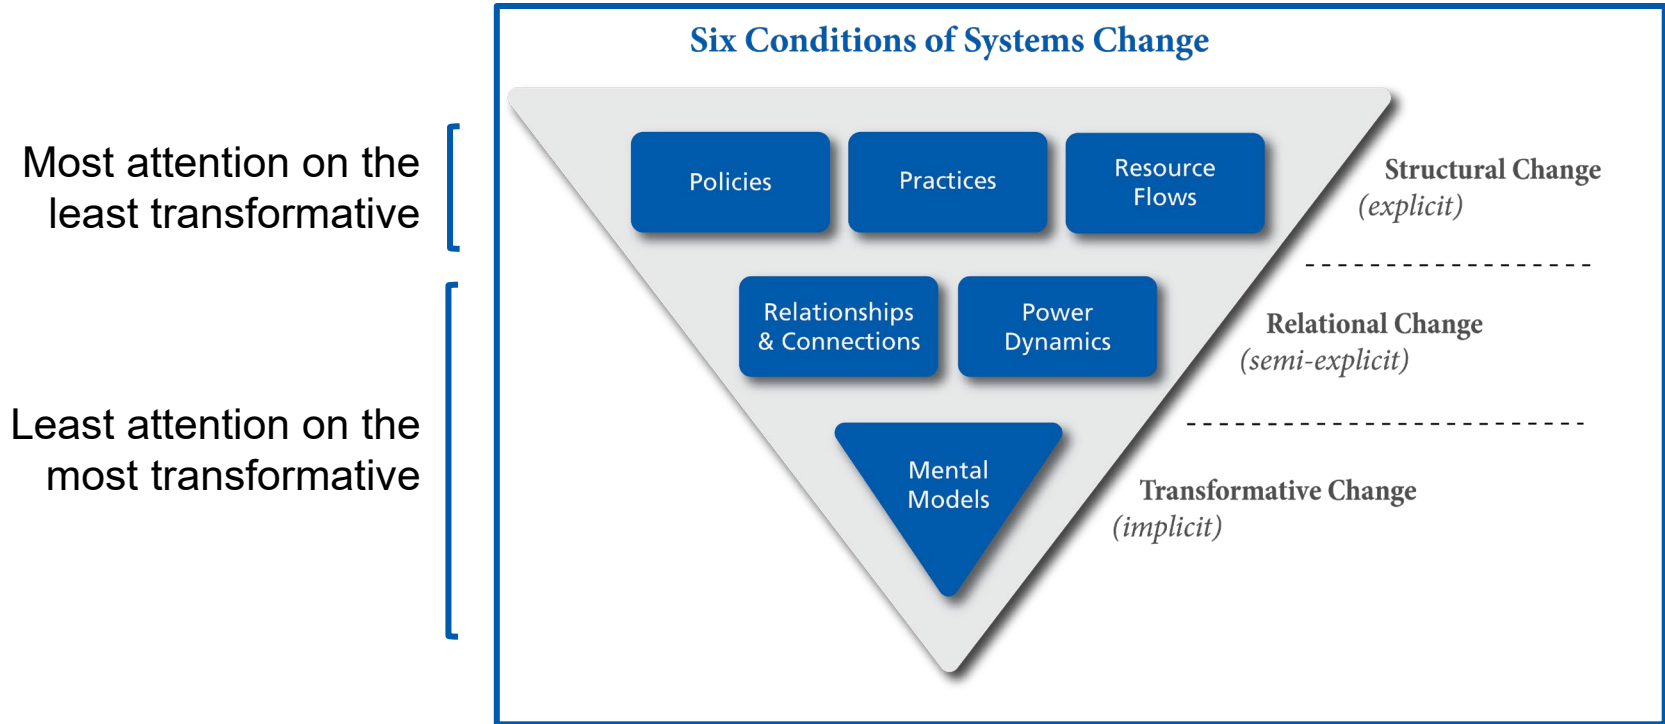 Six Conditions of Systems Change
Most attention on the
least transformative
Policies
Practices
Resource
Flows
Structural Change
(explicit)
Relationships
& Connections
Power
Dynamics
Relational Change
(semi-explicit)
Least attention on the
most transformative
Mental
Models
Transformative Change
(implicit)